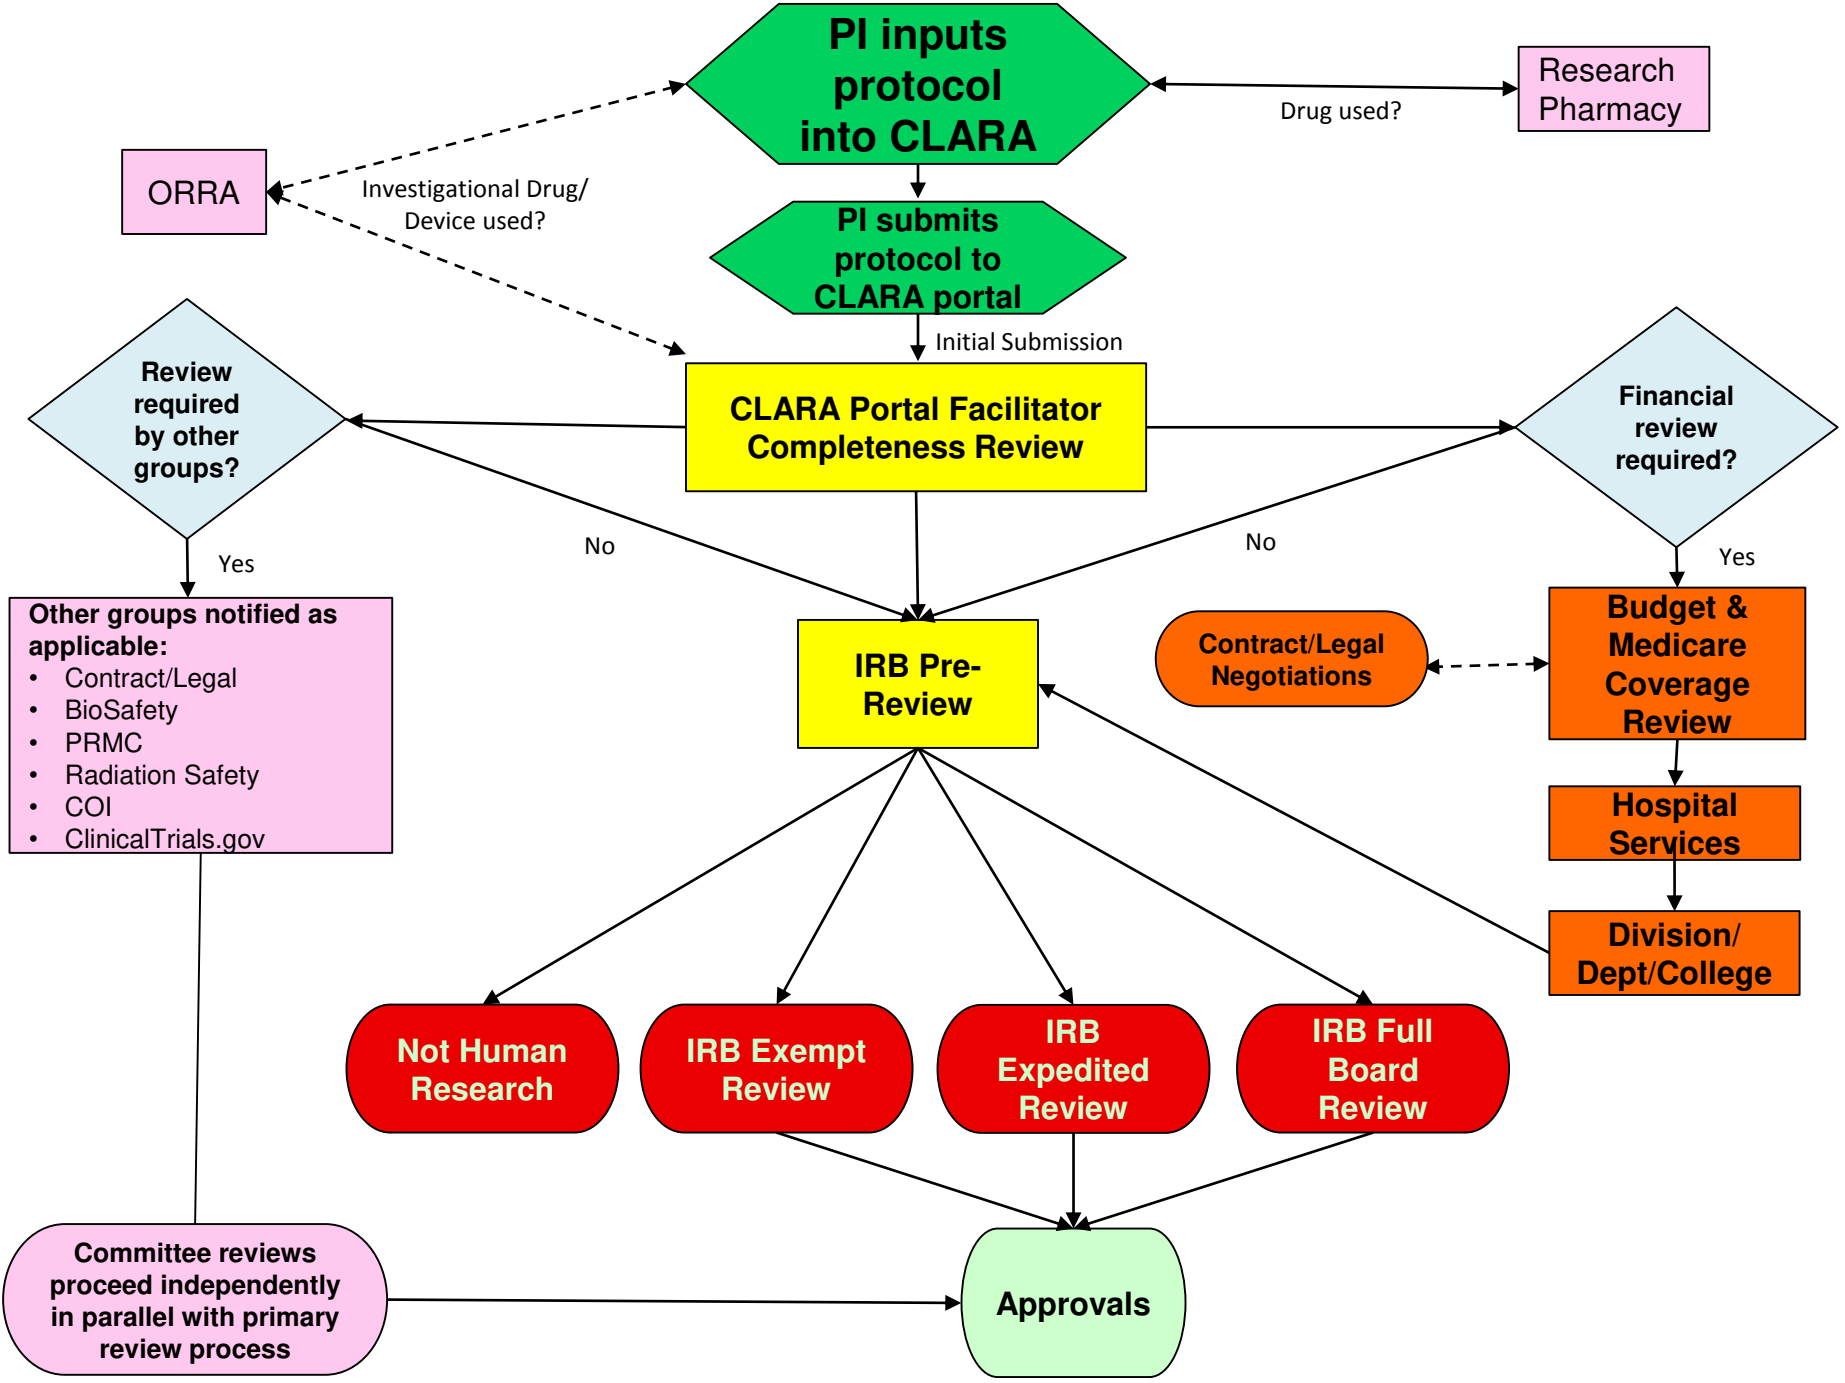 PI inputs
protocol
into CLARA
Research
Pharmacy
Drug used?
ORRA
Investigational Drug/
Device used?
PI submits
protocol to
CLARA portal
Initial Submission
Review
required
by other
groups?
CLARA Portal Facilitator
Completeness Review
Financial
review
required?
No
No
Yes
Yes
Other groups notified as
applicable:
• Contract/Legal
• BioSafety
• PRMC
• Radiation Safety
• COI
• ClinicalTrials.gov
IRB Pre-
Review
Contract/Legal
Negotiations
Budget &
Medicare
Coverage
Review
Hospital
Services
Division/
Dept/College
Not Human
Research
IRB Exempt
Review
IRB
Expedited
Review
IRB Full
Board
Review
Committee reviews
proceed independently
in parallel with primary
review process
Approvals